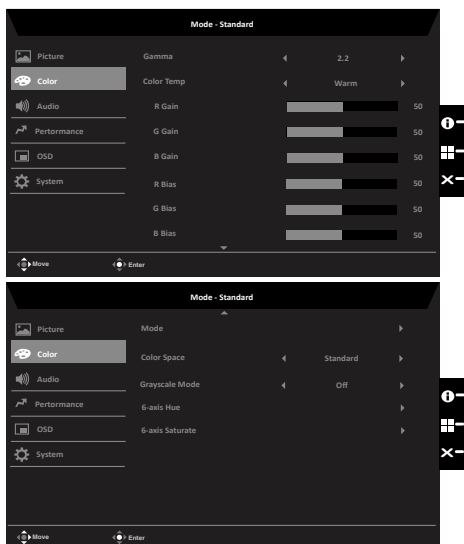 Mode - Standard
Picture
Gamma 2.2
Color
Color Temp Warm
Audio
R Gain 50
Pertormance
G Gain 50
OSD
B Gain 50
System
R Bias 50
G Bias 50
B Bias 50
Move Enter
Mode - Standard
Picture
Mode
Color
Color Space Standard
Audio
Grayscale Mode Off
Pertormance
6-axis Hue
OSD
6-axis Saturate
System
Move Enter